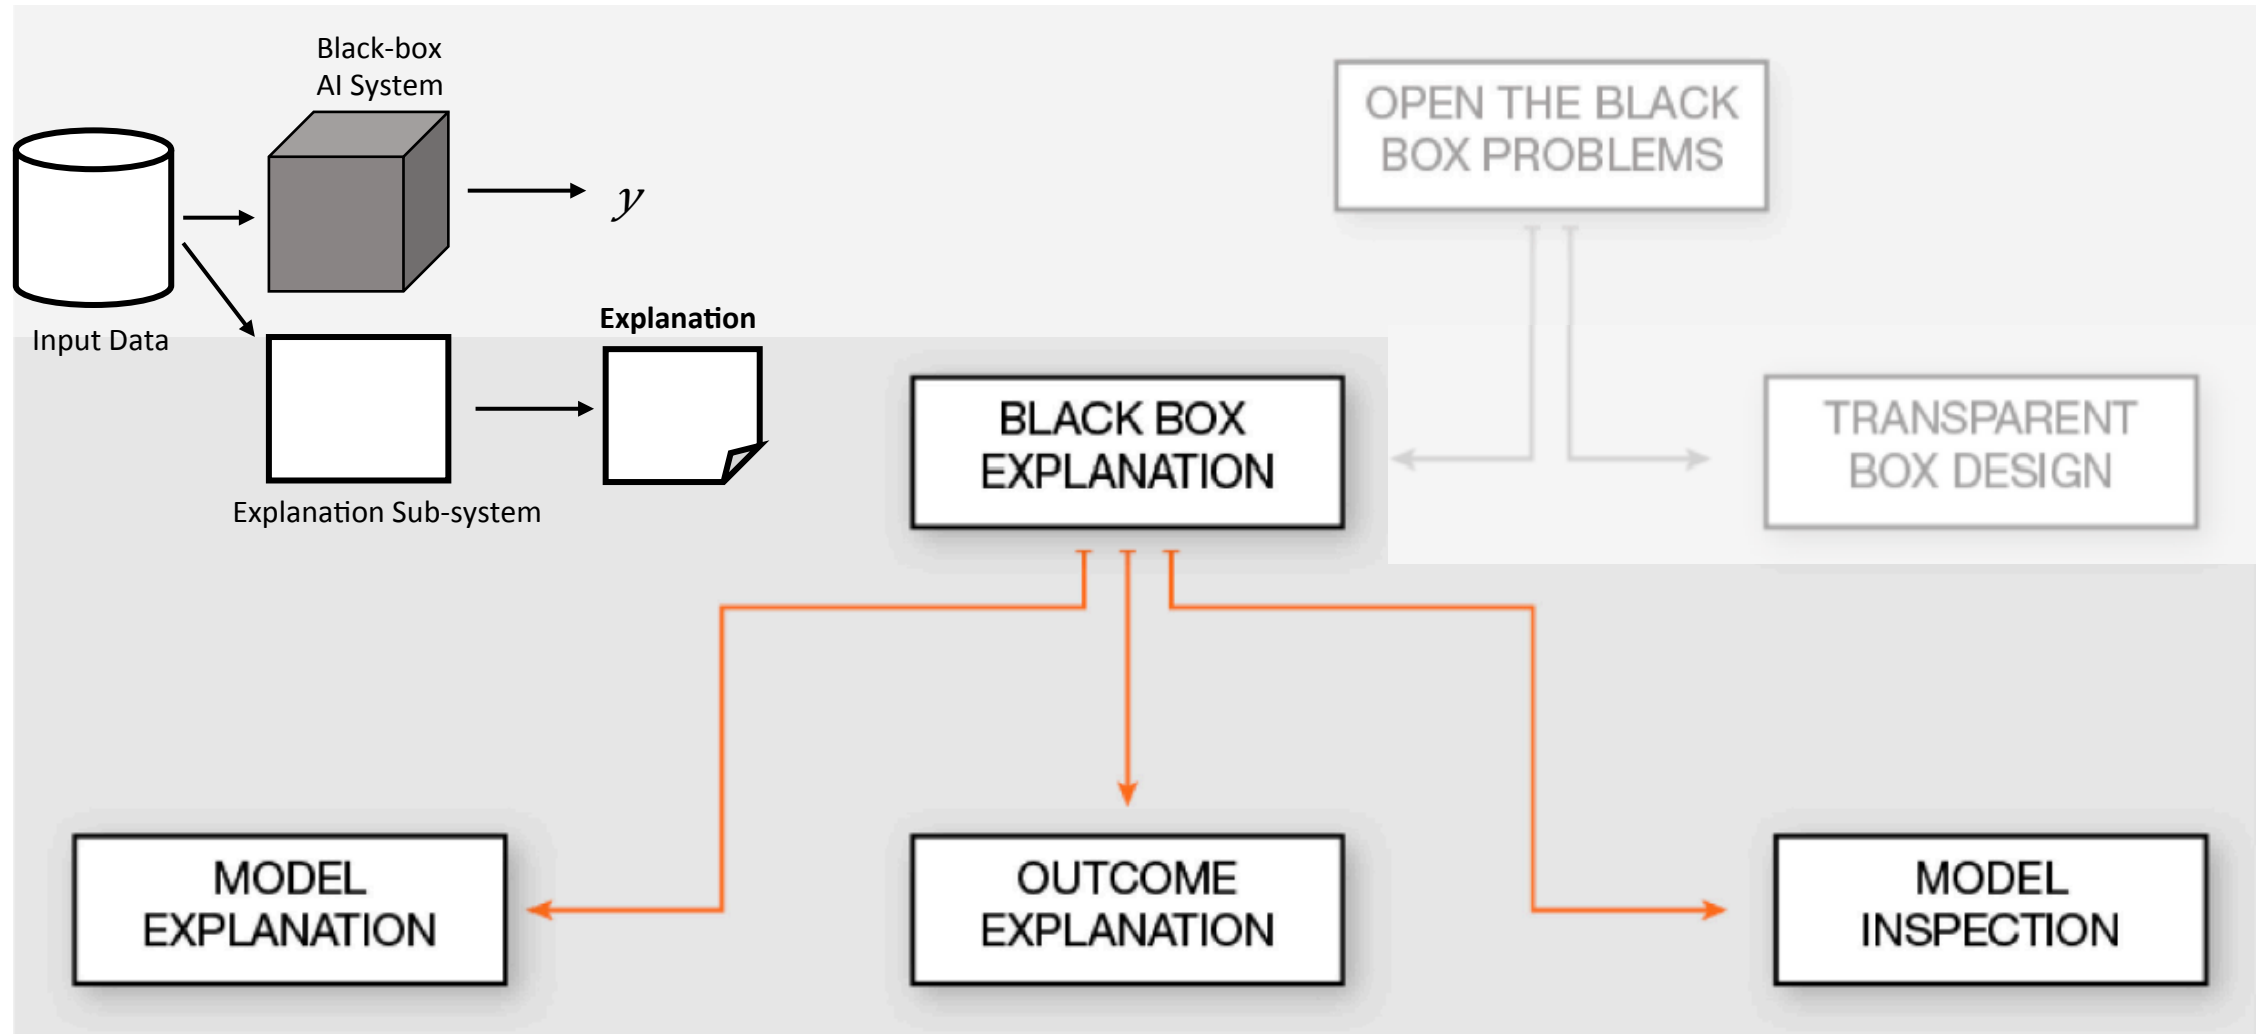 Black-box
AI System
y
Input Data
Explanation
Explanation Sub-system
OPEN THE BLACK
BOX PROBLEMS
BLACK BOX
EXPLANATION
TRANSPARENT
BOX DESIGN
MODEL
EXPLANATION
OUTCOME
EXPLANATION
MODEL
INSPECTION